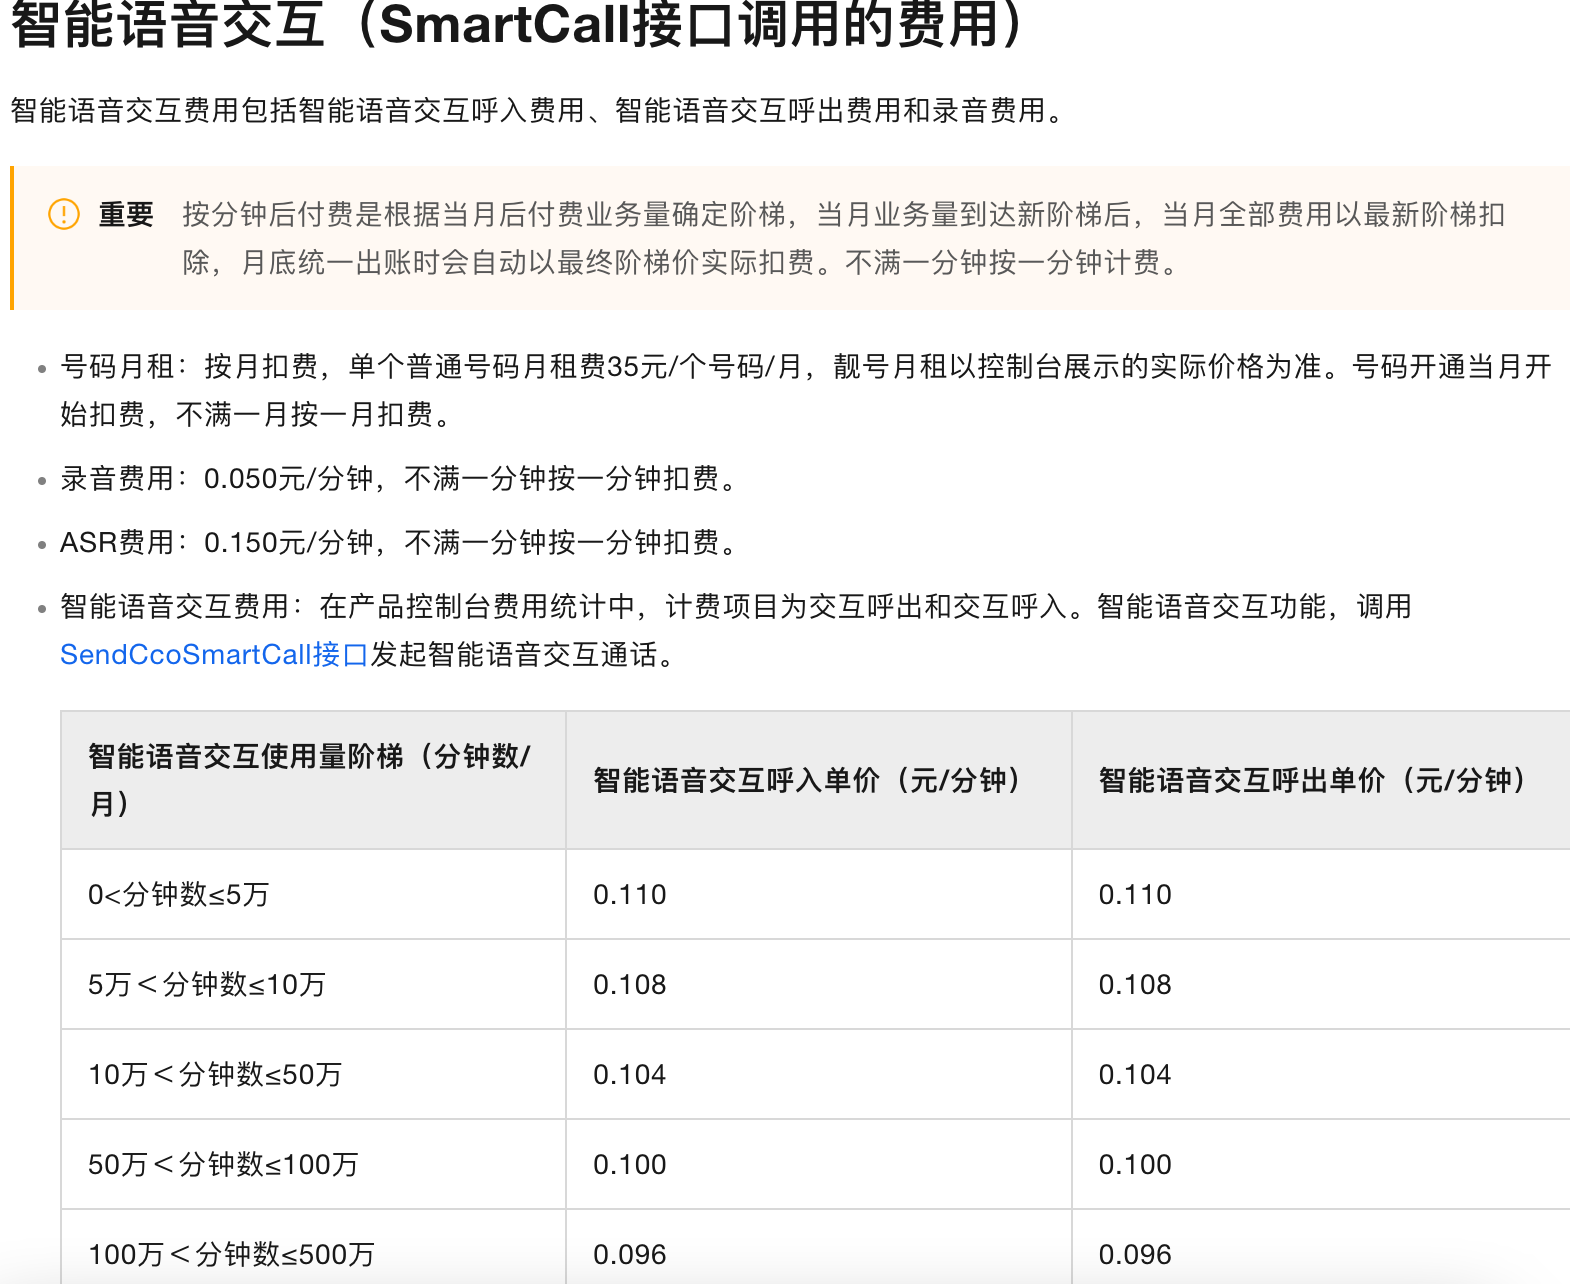 智能语音交互（SmartCall接口调用的费用）
智能语音交互费用包括智能语音交互呼入费用、智能语音交互呼出费用和录音费用。
重要 按分钟后付费是根据当月后付费业务量确定阶梯，当月业务量到达新阶梯后，当月全部费用以最新阶梯扣
除，月底统一出账时会自动以最终阶梯价实际扣费。不满一分钟按一分钟计费。
号码月租：按月扣费，单个普通号码月租费35元/个号码/月，靓号月租以控制台展示的实际价格为准。号码开通当月开
始扣费，不满一月按一月扣费。
录音费用：0.050元/分钟，不满一分钟按一分钟扣费。
ASR费用：0.150元/分钟，不满一分钟按一分钟扣费。
智能语音交互费用：在产品控制台费用统计中，计费项目为交互呼出和交互呼入。智能语音交互功能，调用
SendCcoSmartCall接口发起智能语音交互通话。
智能语音交互使用量阶梯（分钟数/
月）
智能语音交互呼入单价（元/分钟）
智能语音交互呼出单价（元/分钟）
0<分钟数≤5万 0.110 0.110
5万＜分钟数≤10万 0.108 0.108
10万＜分钟数≤50万 0.104 0.104
50万＜分钟数≤100万 0.100 0.100
100万＜分钟数≤500万 0.096 0.096